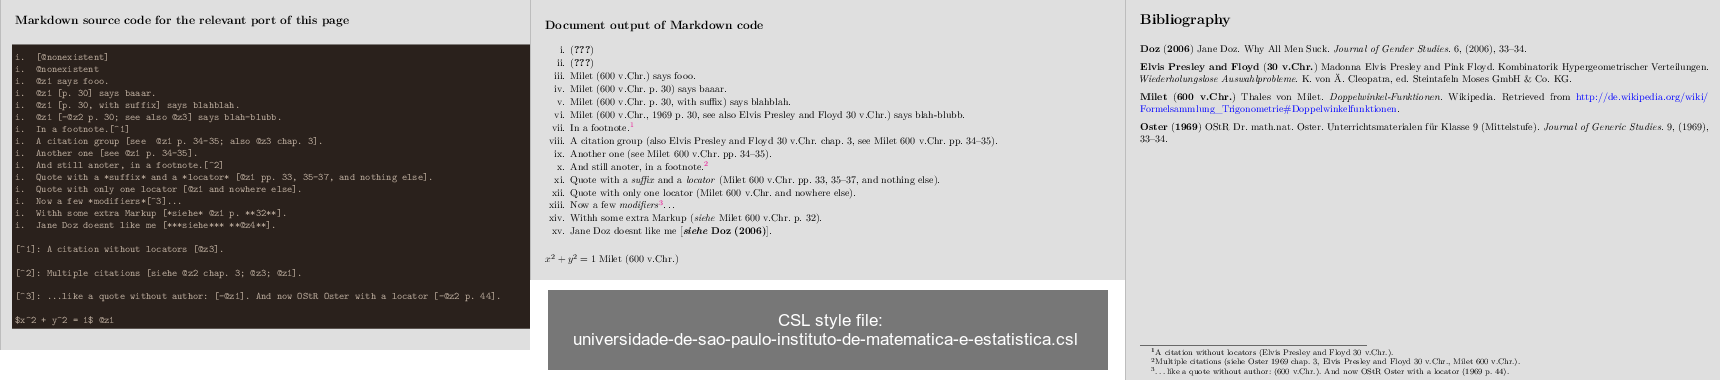 Markdown source code for the relevant port of this page
i. [@nonexistent]
i. @nonexistent
i. @z1 says fooo.
i. @z1 [p. 30] says baaar.
i. @z1 [p. 30, with suffix] says blahblah.
i. @z1 [-@z2 p. 30; see also @z3] says blah-blubb.
i. In a footnote.[^1]
i. A citation group [see @z1 p. 34-35; also @z3 chap. 3].
i. Another one [see @z1 p. 34-35].
i. And still anoter, in a footnote.[^2]
i. Quote with a *suffix* and a *locator* [@z1 pp. 33, 35-37, and nothing else].
i. Quote with only one locator [@z1 and nowhere else].
i. Now a few *modifiers*[^3]...
i. Withh some extra Markup [*siehe* @z1 p. **32**].
i. Jane Doz doesnt like me [***siehe*** **@z4**].
[^1]: A citation without locators [@z3].
[^2]: Multiple citations [siehe @z2 chap. 3; @z3; @z1].
[^3]: ...like a quote without author: [-@z1]. And now OStR Oster with a locator [-@z2 p. 44].
$x^2 + y^2 = 1$ @z1
Document output of Markdown code
i. (???)
ii. (???)
iii. Milet (600 v.Chr.) says fooo.
iv. Milet (600 v.Chr. p. 30) says baaar.
v. Milet (600 v.Chr. p. 30, with suffix) says blahblah.
vi. Milet (600 v.Chr., 1969 p. 30, see also Elvis Presley and Floyd 30 v.Chr.) says blah-blubb.
vii. In a footnote.1
viii. A citation group (also Elvis Presley and Floyd 30 v.Chr. chap. 3, see Milet 600 v.Chr. pp. 34–35).
ix. Another one (see Milet 600 v.Chr. pp. 34–35).
x. And still anoter, in a footnote.2
xi. Quote with a suffix and a locator (Milet 600 v.Chr. pp. 33, 35–37, and nothing else).
xii. Quote with only one locator (Milet 600 v.Chr. and nowhere else).
xiii. Now a few modifiers3…
xiv. Withh some extra Markup (siehe Milet 600 v.Chr. p. 32).
xv. Jane Doz doesnt like me [siehe Doz (2006)].
x2 + y2 = 1 Milet (600 v.Chr.)
CSL style file:
universidade-de-sao-paulo-instituto-de-matematica-e-estatistica.csl
Bibliography
Doz (2006) Jane Doz. Why All Men Suck. Journal of Gender Studies. 6, (2006), 33–34.
Elvis Presley and Floyd (30 v.Chr.) Madonna Elvis Presley and Pink Floyd. Kombinatorik Hypergeometrischer Verteilungen.
Wiederholungslose Auswahlprobleme. K. von Ä. Cleopatra, ed. Steintafeln Moses GmbH & Co. KG.
Milet (600 v.Chr.) Thales von Milet. Doppelwinkel-Funktionen. Wikipedia. Retrieved from http://de.wikipedia.org/wiki/
Formelsammlung_Trigonometrie#Doppelwinkelfunktionen.
Oster (1969) OStR Dr. math.nat. Oster. Unterrichtsmaterialen für Klasse 9 (Mittelstufe). Journal of Generic Studies. 9, (1969),
33–34.
1A citation without locators (Elvis Presley and Floyd 30 v.Chr.).
2Multiple citations (siehe Oster 1969 chap. 3, Elvis Presley and Floyd 30 v.Chr., Milet 600 v.Chr.).
3…like a quote without author: (600 v.Chr.). And now OStR Oster with a locator (1969 p. 44).